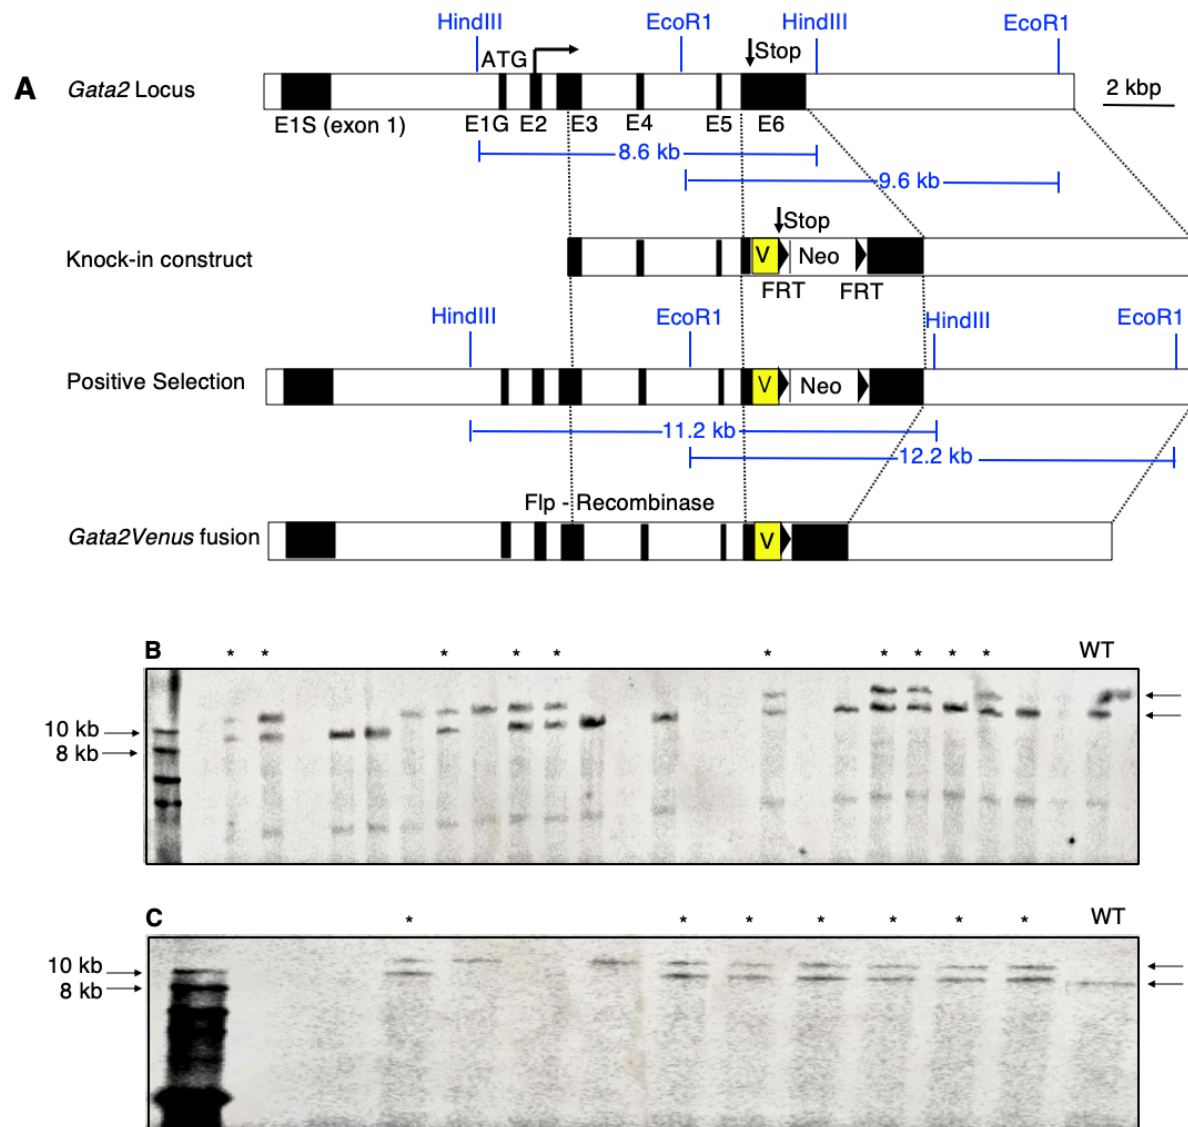 HindIII EcoR1 HindIII EcoR1
ATG Stop
A Gata2 Locus 2 kbp
E1S (exon 1) E1G E2 E3 E4 E5 E6
8.6 kb
9.6 kb
Stop
Knock-in construct V Neo
FRT FRT
HindIII EcoR1 HindIII EcoR1
Positive Selection V Neo
11.2 kb
12.2 kb
Flp - Recombinase
Gata2Venus fusion V
B * * * * * * * * * * WT
10 kb
8 kb
C * * * * * * * WT
10 kb
8 kb